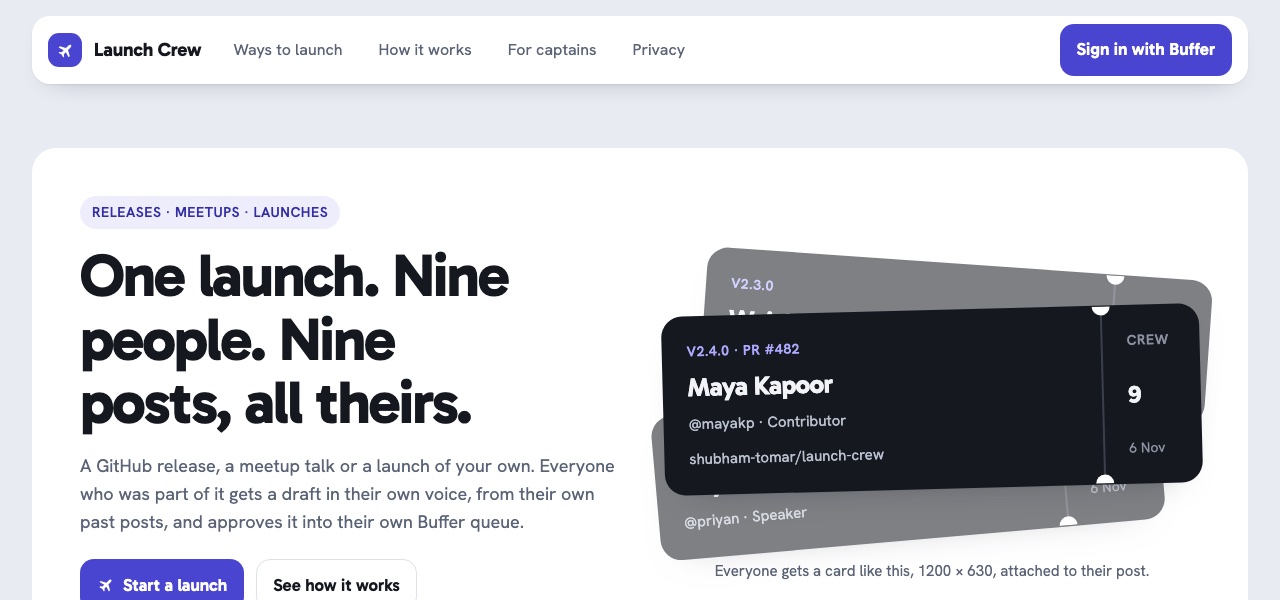 Launch Crew
Ways to launch
How it works
For captains
Privacy
Sign in with Buffer
RELEASES · MEETUPS · LAUNCHES
One launch. Nine
people. Nine
posts, all theirs.
A GitHub release, a meetup talk or a launch of your own. Everyone
who was part of it gets a draft in their own voice, from their own
past posts, and approves it into their own Buffer queue.
Start a launch
See how it works
V2.3.0
V2.4.0 · PR #482
Maya Kapoor
@mayakp · Contributor
shubham-tomar/launch-crew
CREW
9
6 Nov
@priyan · Speaker
6 Nov
Everyone gets a card like this, 1200 × 630, attached to their post.